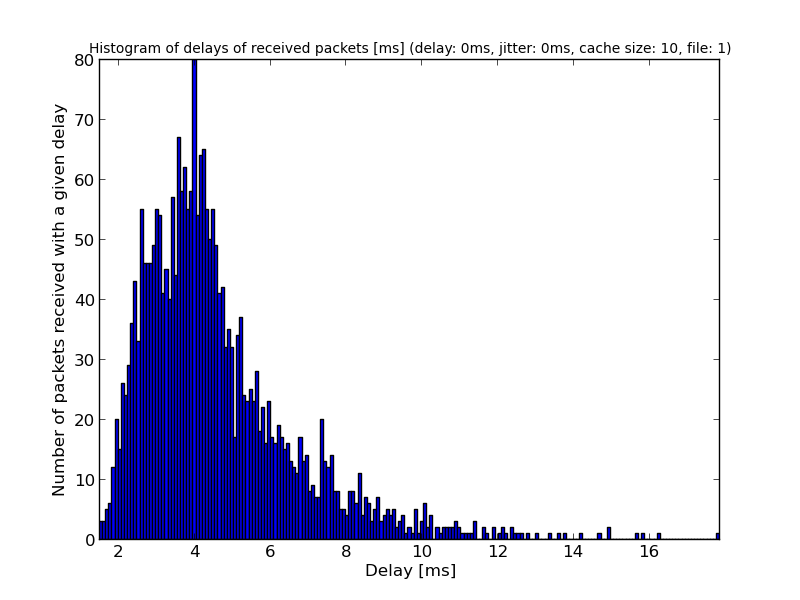 Histogram of delays of received packets [ms] (delay: 0ms, jitter: 0ms, cache size: 10, file: 1)
80
70
60
50
40
30
20
10
0
Number of packets received with a given delay
2 4 6 8 10 12 14 16
Delay [ms]